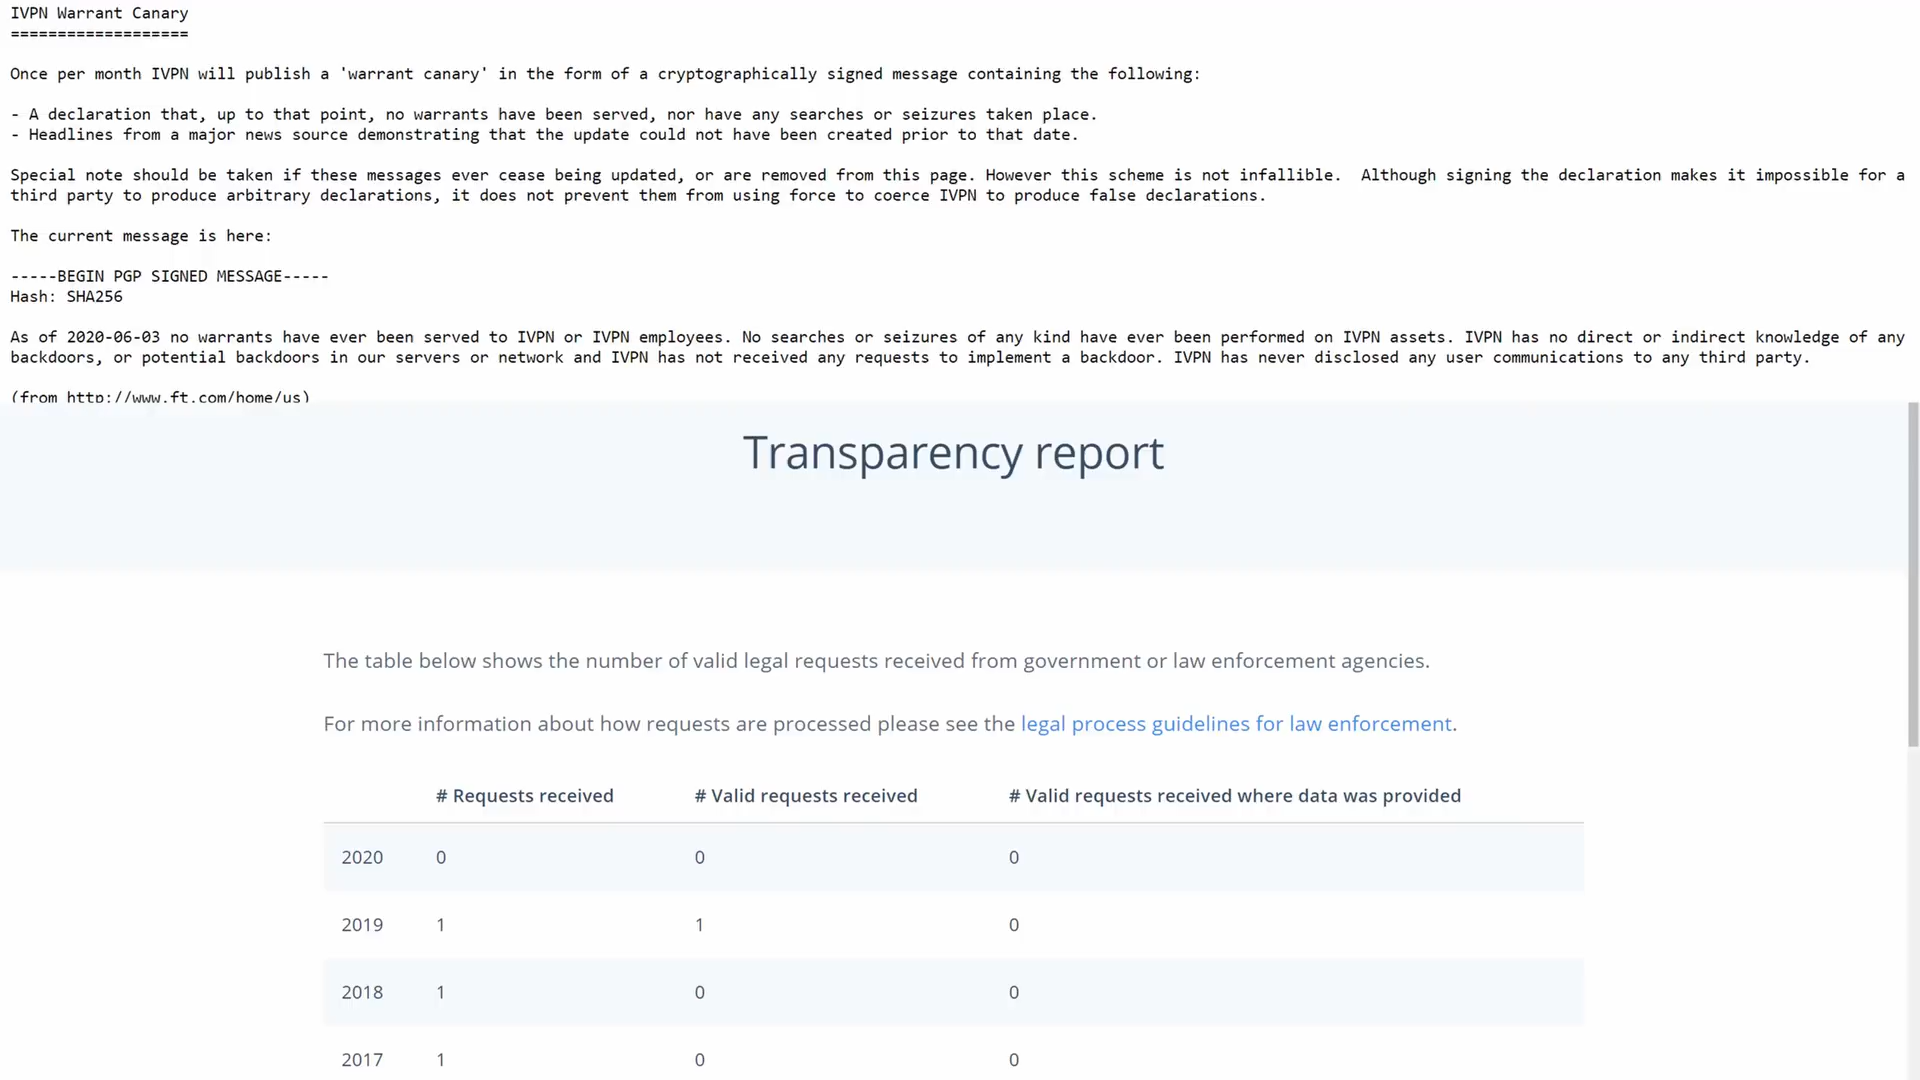 IVPN Warrant Canary
===================
Once per month IVPN will publish a 'warrant canary' in the form of a cryptographically signed message containing the following:
- A declaration that, up to that point, no warrants have been served, nor have any searches or seizures taken place.
- Headlines from a major news source demonstrating that the update could not have been created prior to that date.
Special note should be taken if these messages ever cease being updated, or are removed from this page. However this scheme is not infallible.  Although signing the declaration makes it impossible for a
third party to produce arbitrary declarations, it does not prevent them from using force to coerce IVPN to produce false declarations.
The current message is here:
-----BEGIN PGP SIGNED MESSAGE-----
Hash: SHA256
As of 2020-06-03 no warrants have ever been served to IVPN or IVPN employees. No searches or seizures of any kind have ever been performed on IVPN assets. IVPN has no direct or indirect knowledge of any
backdoors, or potential backdoors in our servers or network and IVPN has not received any requests to implement a backdoor. IVPN has never disclosed any user communications to any third party.
(from http://www.ft.com/home/us)
Transparency report
The table below shows the number of valid legal requests received from government or law enforcement agencies.
For more information about how requests are processed please see the legal process guidelines for law enforcement.
# Requests received # Valid requests received # Valid requests received where data was provided
2020 0 0 0
2019 1 1 0
2018 1 0 0
2017 1 0 0